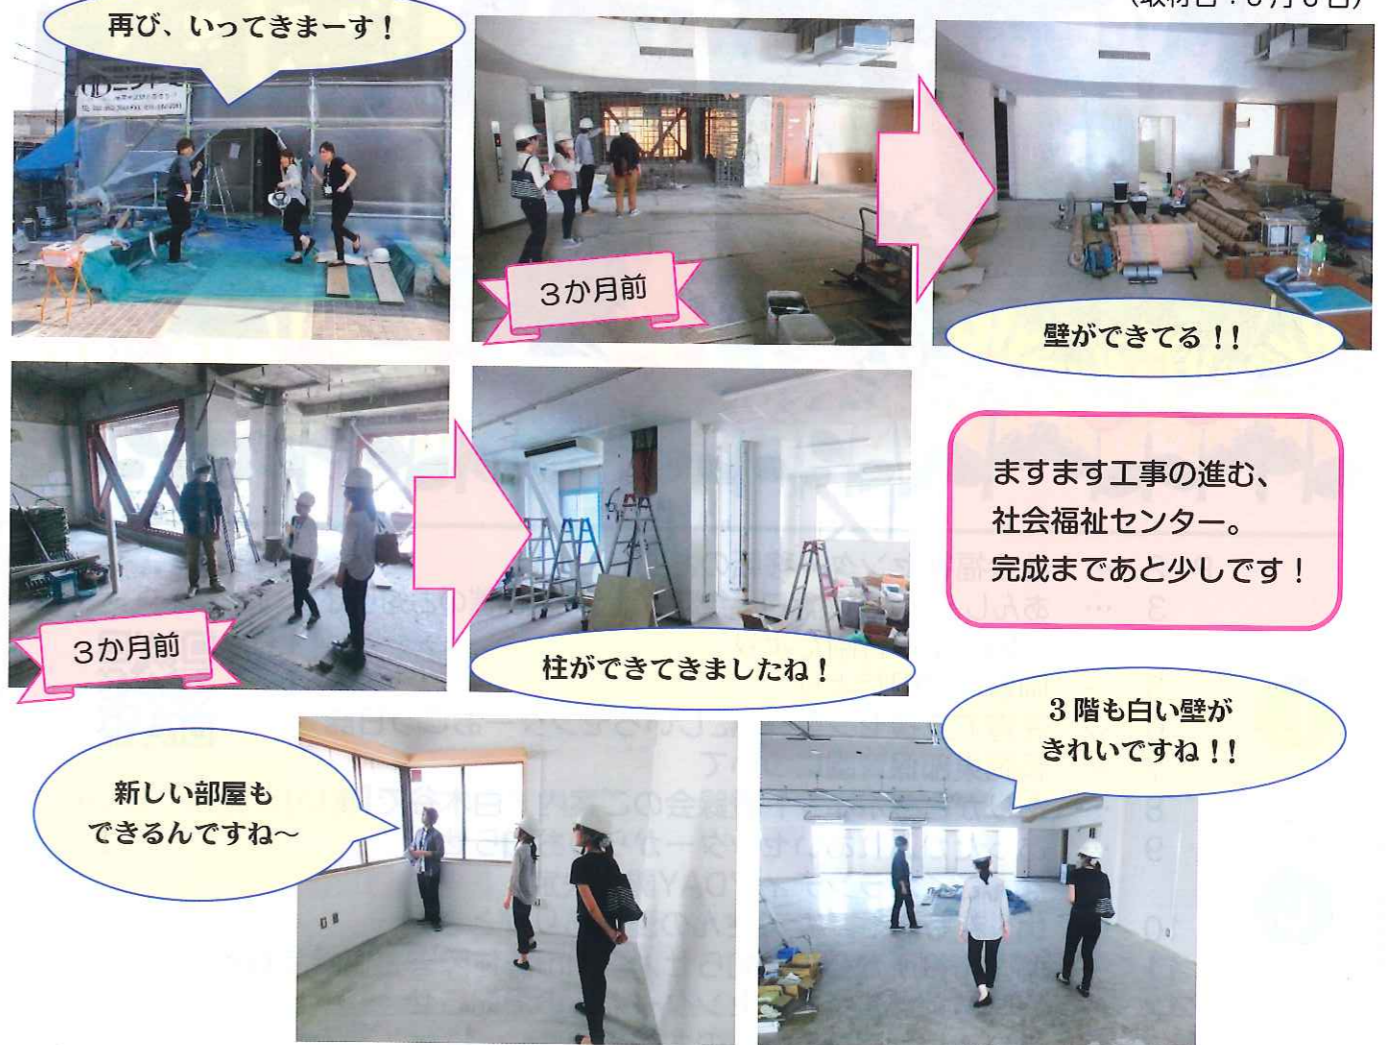 再び、いってきまーす！
3か月前
壁ができてる！！
3か月前
柱ができてきましたね！
ますます工事の進む、
社会福祉センター。
完成まであと少しです！
新しい部屋も
できるんですね～
3階も白い壁が
きれいですね！！